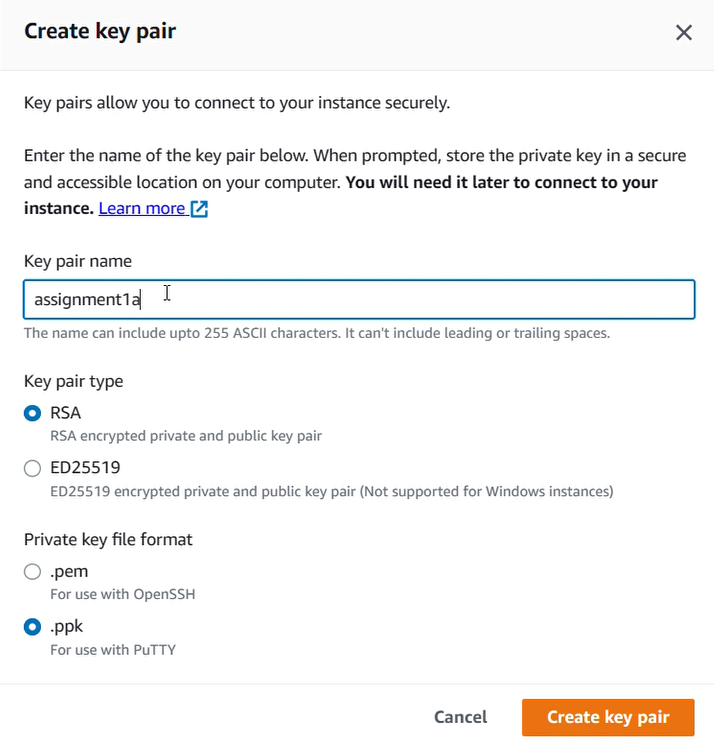 Create key pair
Key pairs allow you to connect to your instance securely.
Enter the name of the key pair below. When prompted, store the private key in a secure
and accessible location on your computer. You will need it later to connect to your
instance. Learn more
Key pair name
assignment1a
The name can include upto 255 ASCII characters. It can't include leading or trailing spaces.
Key pair type
RSA
RSA encrypted private and public key pair
ED25519
ED25519 encrypted private and public key pair (Not supported for Windows instances)
Private key file format
.pem
For use with OpenSSH
.ppk
For use with PuTTY
Cancel
Create key pair